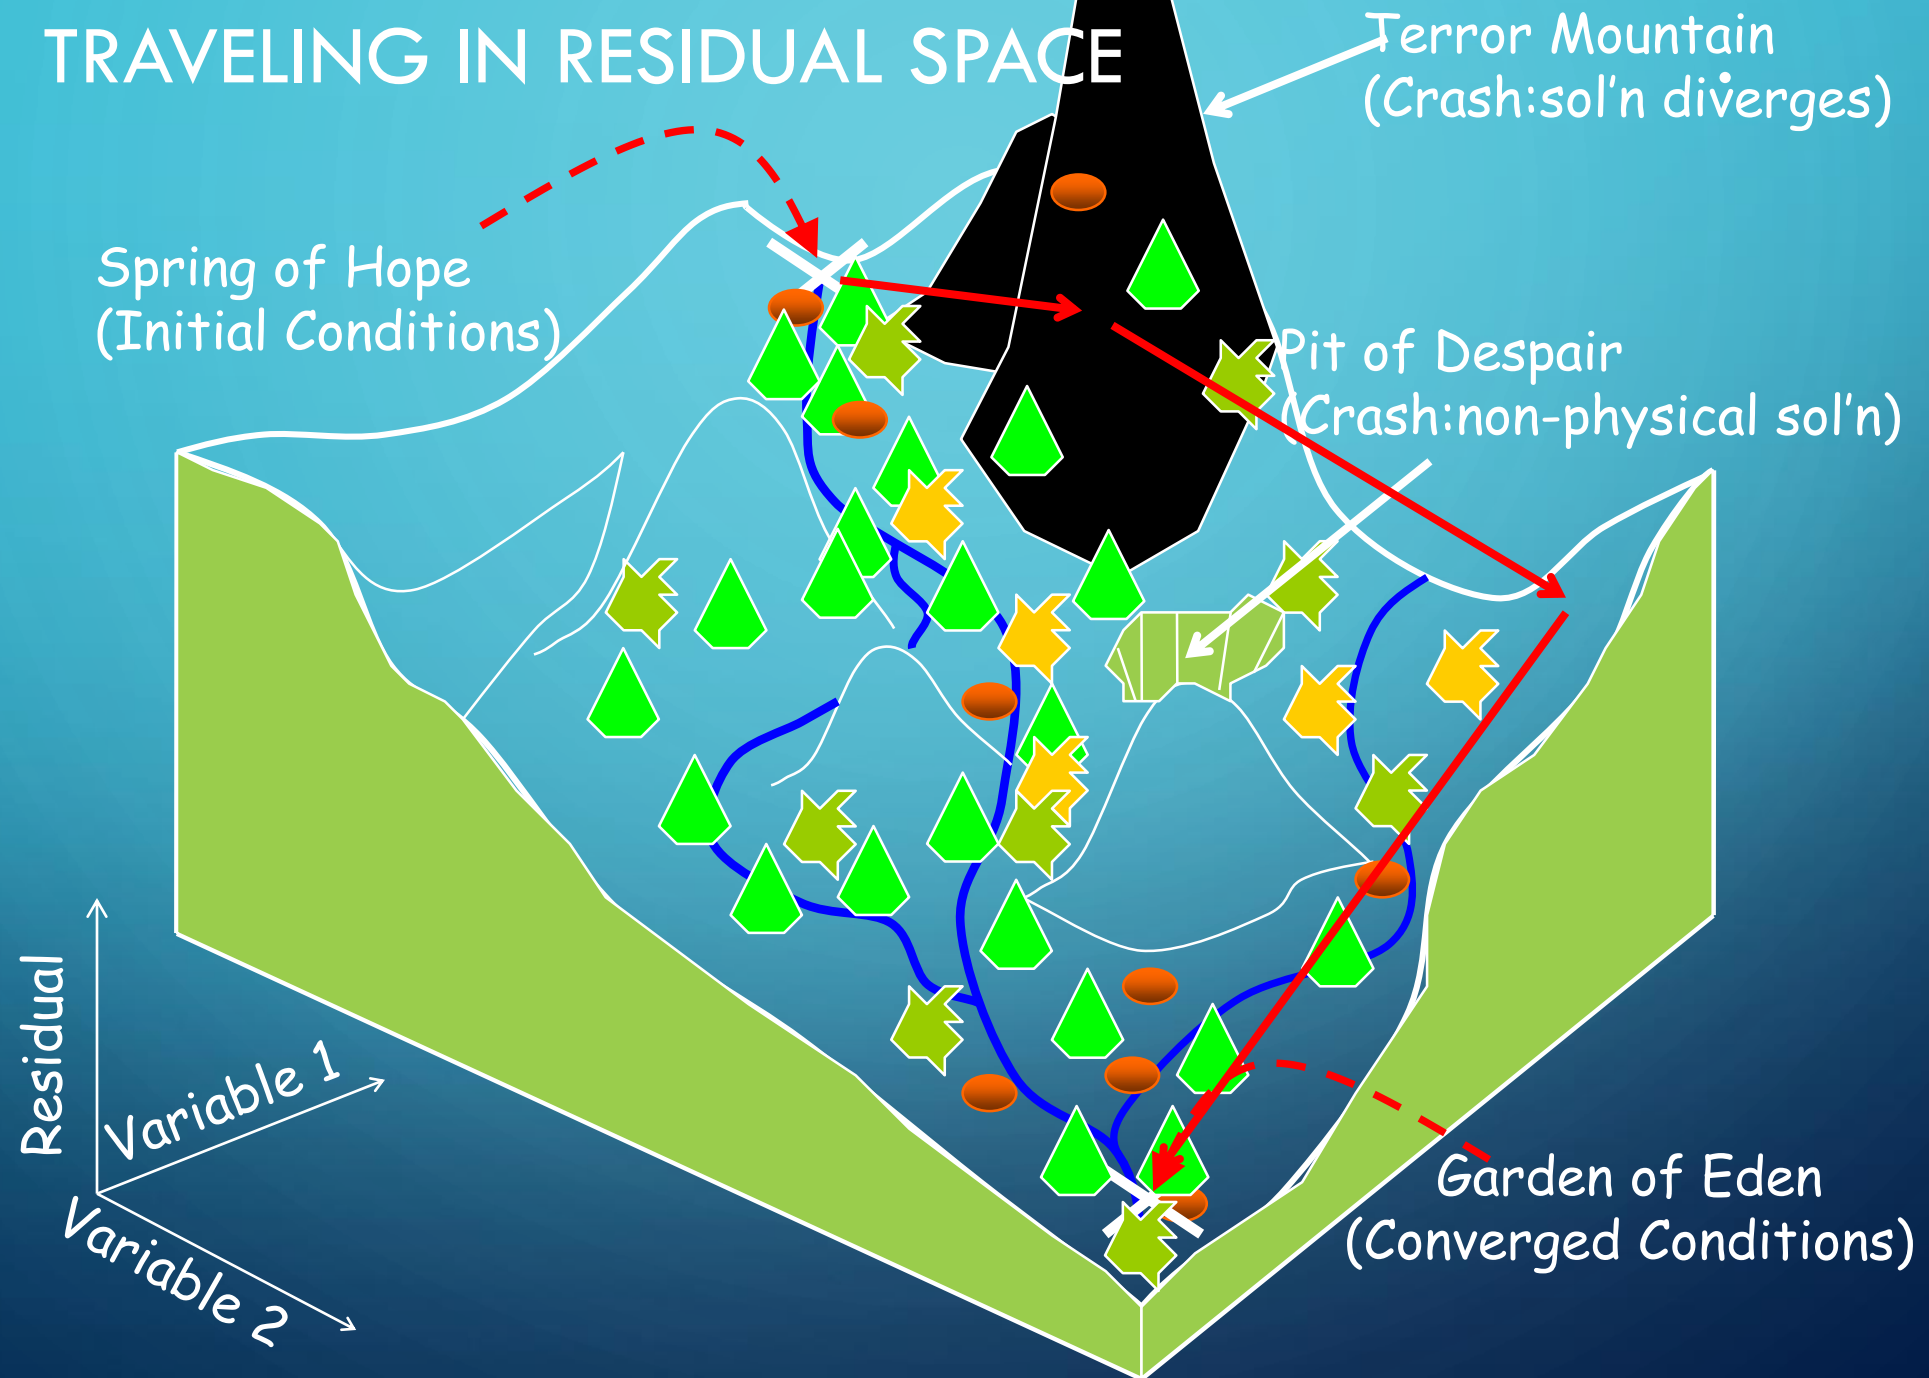 TRAVELING IN RESIDUAL SPACE
Terror Mountain
(Crash:sol'n diverges)
Spring of Hope
(Initial Conditions)
Pit of Despair
(Crash:non-physical sol'n)
Residual
Variable 1
Variable 2
Garden of Eden
(Converged Conditions)